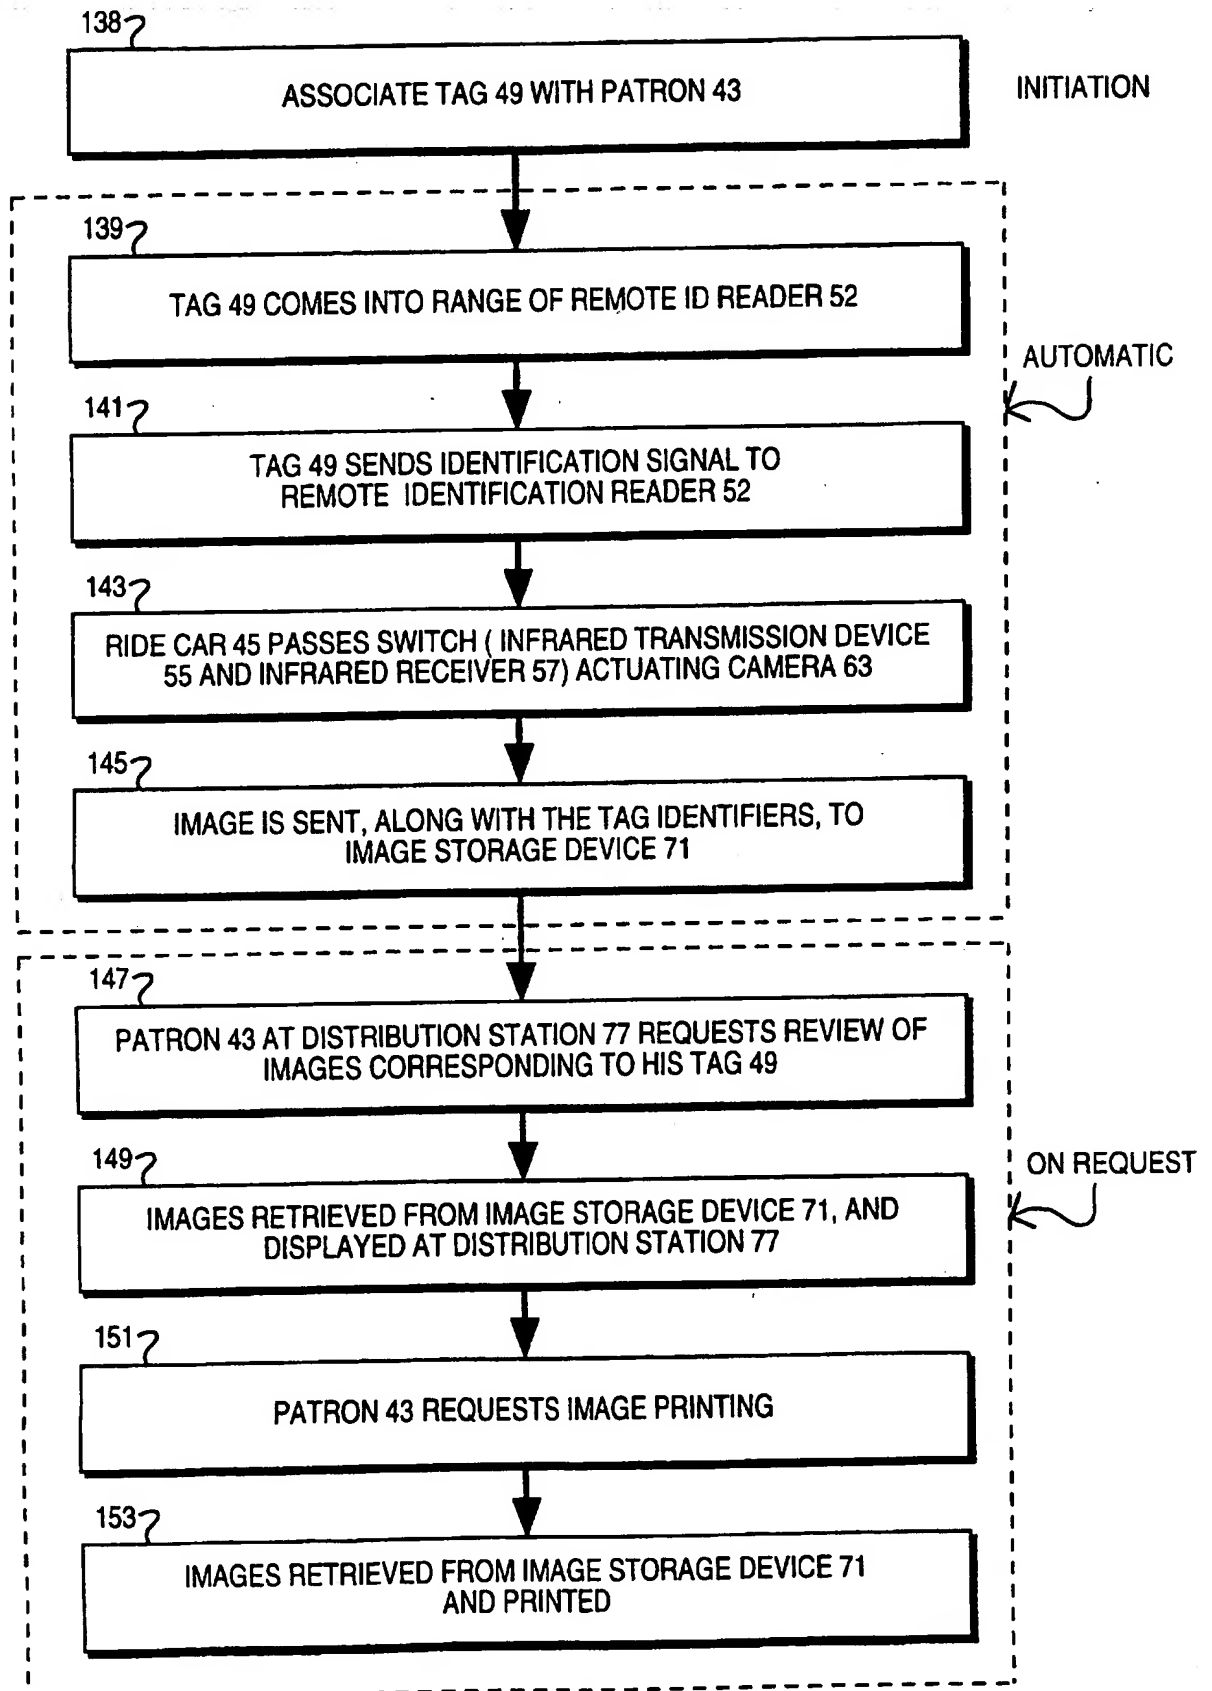 138
ASSOCIATE TAG 49 WITH PATRON 43
INITIATION
139
TAG 49 COMES INTO RANGE OF REMOTE ID READER 52
AUTOMATIC
141
TAG 49 SENDS IDENTIFICATION SIGNAL TO
REMOTE IDENTIFICATION READER 52
143
RIDE CAR 45 PASSES SWITCH ( INFRARED TRANSMISSION DEVICE
55 AND INFRARED RECEIVER 57) ACTUATING CAMERA 63
145
IMAGE IS SENT, ALONG WITH THE TAG IDENTIFIERS, TO
IMAGE STORAGE DEVICE 71
147
PATRON 43 AT DISTRIBUTION STATION 77 REQUESTS REVIEW OF
IMAGES CORRESPONDING TO HIS TAG 49
149
ON REQUEST
IMAGES RETRIEVED FROM IMAGE STORAGE DEVICE 71, AND
DISPLAYED AT DISTRIBUTION STATION 77
151
PATRON 43 REQUESTS IMAGE PRINTING
153
IMAGES RETRIEVED FROM IMAGE STORAGE DEVICE 71
AND PRINTED